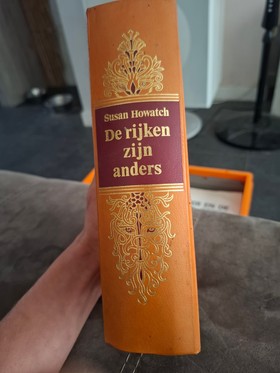 Susan Howatch
De rijken
zijn
anders